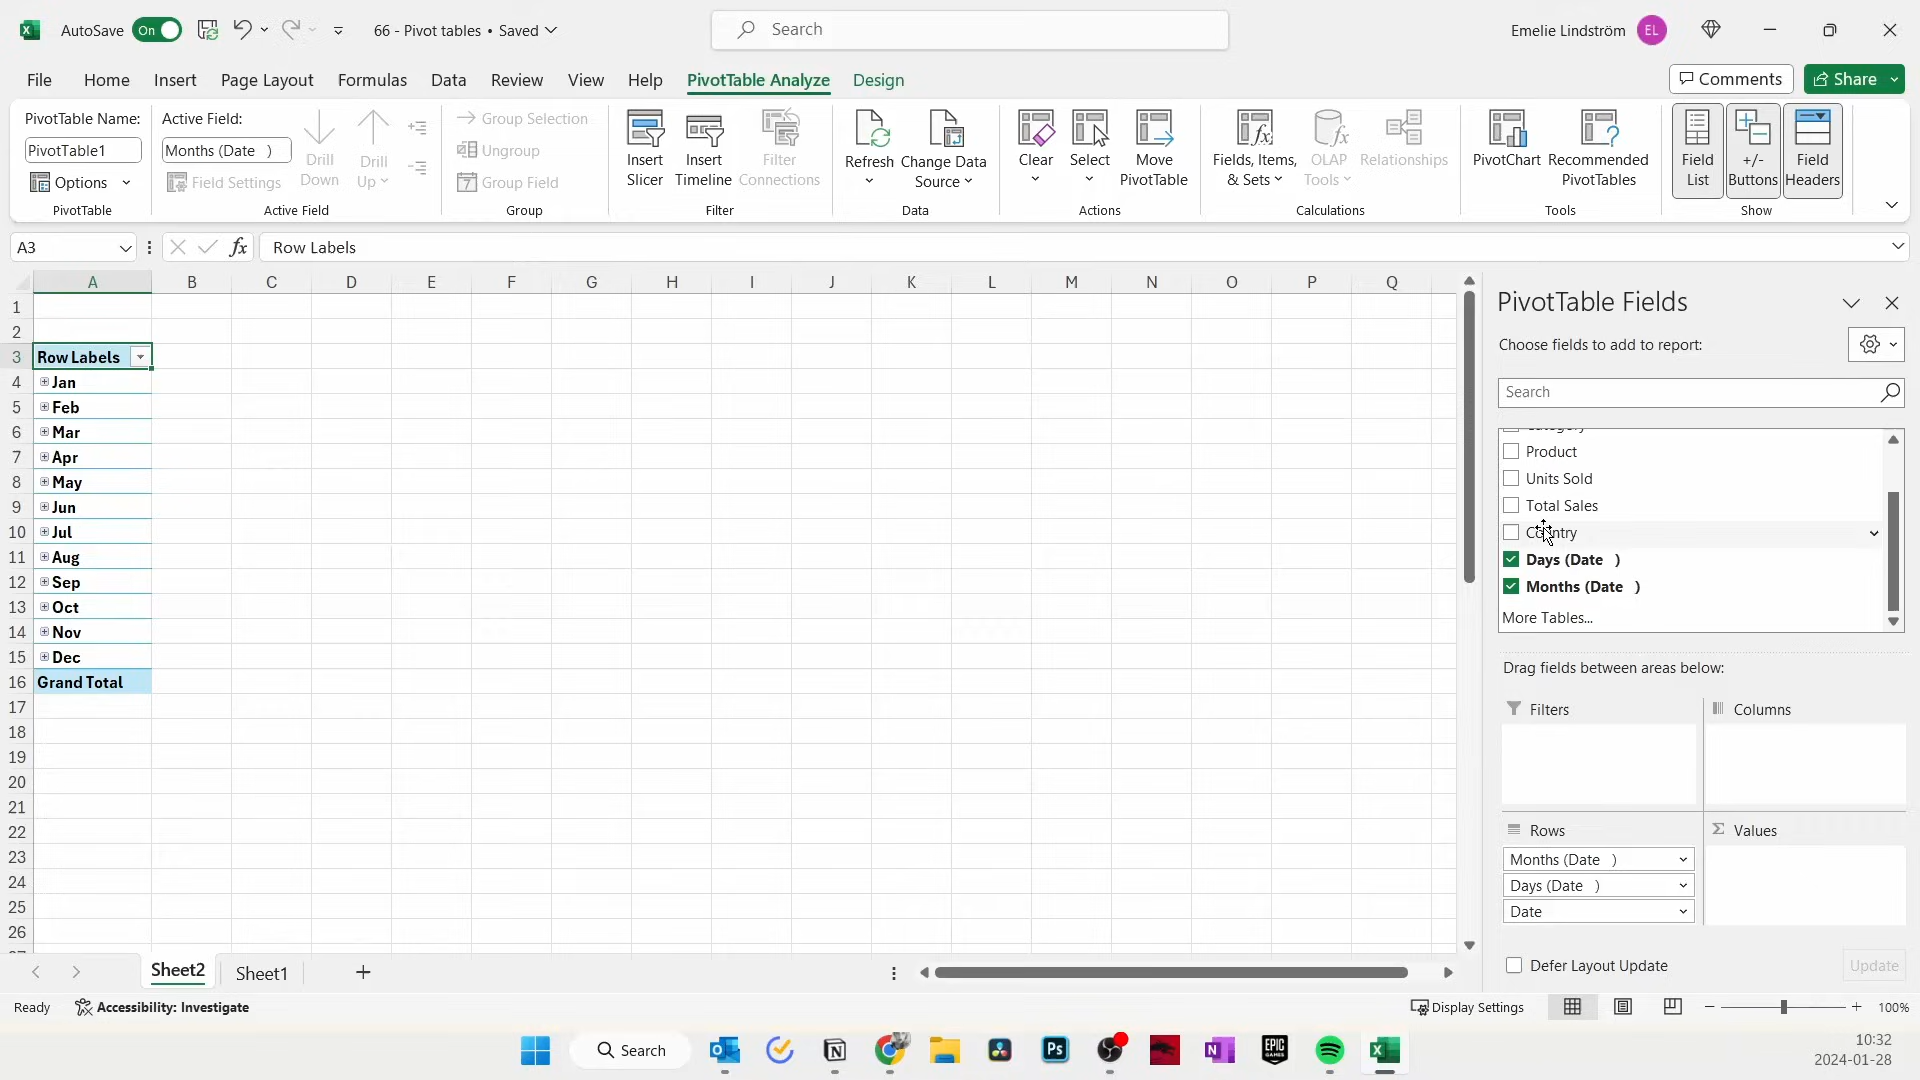 AutoSave On 66 - Pivot tables • Saved Search Emelie Lindström EL
File Home Insert Page Layout Formulas Data Review View Help PivotTable Analyze Design Comments Share
PivotTable Name:
PivotTable1
Options
PivotTable
Active Field:
Months (Date   )
Field Settings
Drill Down
Drill Up
Active Field
Group Selection
Ungroup
Group Field
Group
Insert Slicer
Insert Timeline
Filter Connections
Filter
Refresh
Change Data Source
Data
Clear
Select
Move PivotTable
Actions
Fields, Items, & Sets
OLAP Tools
Relationships
Calculations
PivotChart
Recommended PivotTables
Tools
Field List
+/- Buttons
Field Headers
Show
A3 fx Row Labels
A B C D E F G H I J K L M N O P Q
1
2
3 Row Labels
4 Jan
5 Feb
6 Mar
7 Apr
8 May
9 Jun
10 Jul
11 Aug
12 Sep
13 Oct
14 Nov
15 Dec
16 Grand Total
17
18
19
20
21
22
23
24
25
26
PivotTable Fields
Choose fields to add to report:
Search
Category
Product
Units Sold
Total Sales
Country
Days (Date   )
Months (Date   )
More Tables...
Drag fields between areas below:
Filters
Columns
Rows
Months (Date   )
Days (Date   )
Date
Σ Values
Defer Layout Update Update
Sheet2 Sheet1 +
Ready Accessibility: Investigate Display Settings 100%
Search Ps N EPIC GAMES
10:32
2024-01-28